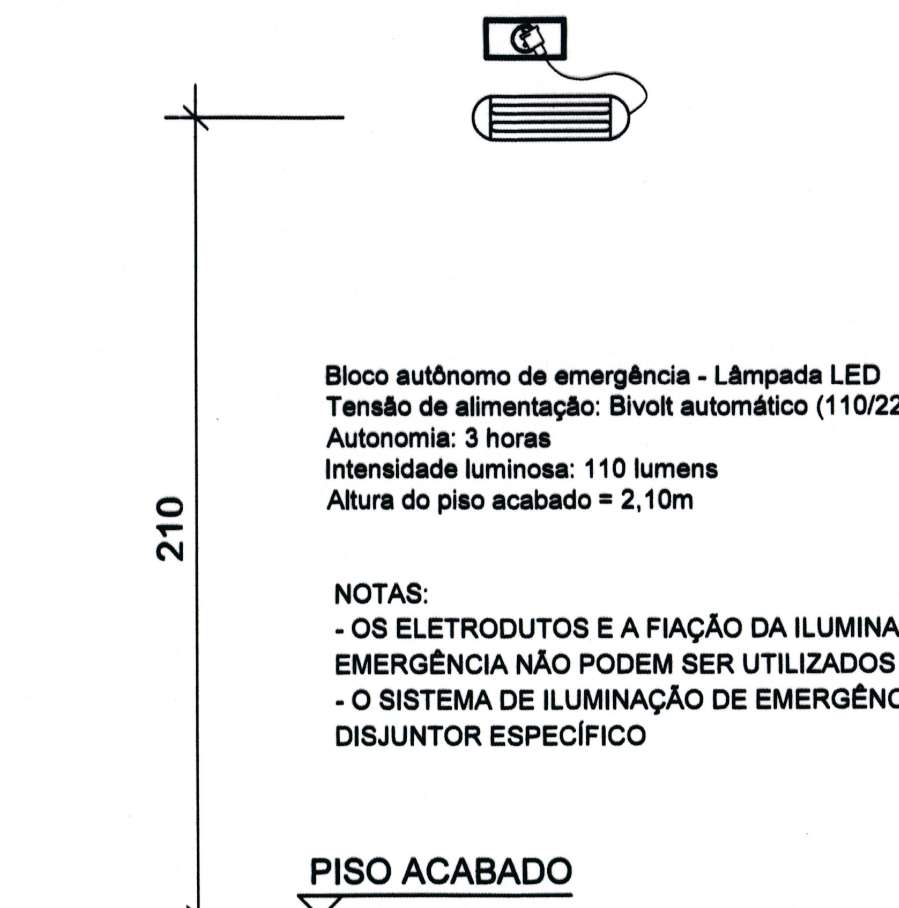 Bloco autônomo de emergência - Lâmpada LED
Tensão de alimentação: Bivolt automático (110/22
Autonomia: 3 horas
Intensidade luminosa: 110 lumens
Altura do piso acabado = 2,10m
210
NOTAS:
- OS ELETRODUTOS E A FIAÇÃO DA ILUMINA
EMERGÊNCIA NÃO PODEM SER UTILIZADOS
- O SISTEMA DE ILUMINAÇÃO DE EMERGÊNC
DISJUNTOR ESPECÍFICO
PISO ACABADO